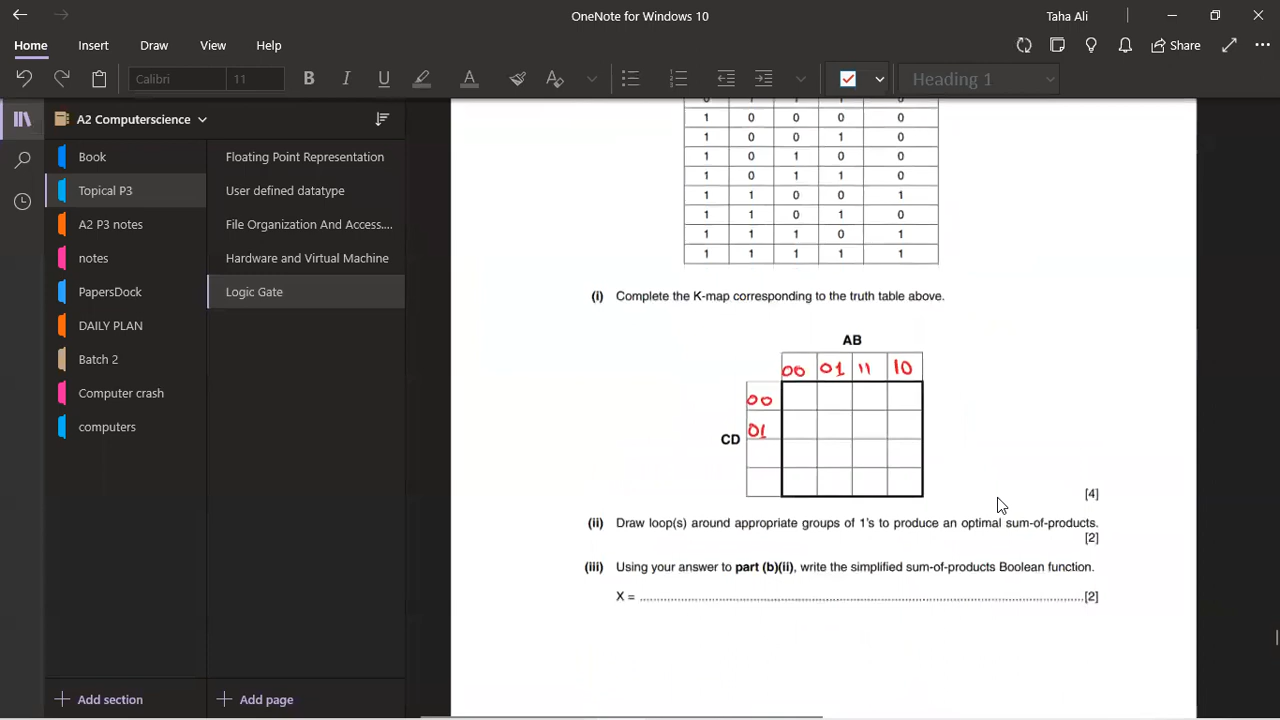 OneNote for Windows 10
Taha Ali
Home Insert Draw View Help
Share
Calibri 11 B I U A Heading 1
A2 Computerscience
Book
Topical P3
A2 P3 notes
notes
PapersDock
DAILY PLAN
Batch 2
Computer crash
computers
Add section
Floating Point Representation
User defined datatype
File Organization And Access....
Hardware and Virtual Machine
Logic Gate
Add page
0 1 1 1 0
1 0 0 0 0
1 0 0 1 0
1 0 1 0 0
1 0 1 1 0
1 1 0 0 1
1 1 0 1 0
1 1 1 0 1
1 1 1 1 1
(i) Complete the K-map corresponding to the truth table above.
AB
00 01 11 10
00
01
CD
[4]
(ii) Draw loop(s) around appropriate groups of 1's to produce an optimal sum-of-products.
[2]
(iii) Using your answer to part (b)(ii), write the simplified sum-of-products Boolean function.
X = ..........................................................................................................[2]